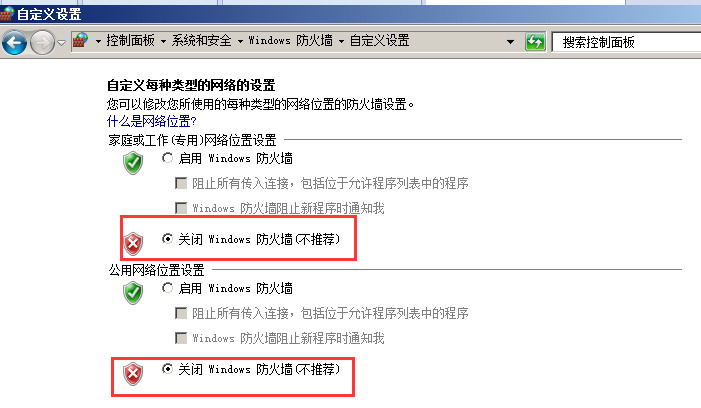 自定义设置
控制面板 系统和安全 Windows 防火墙 自定义设置
搜索控制面板
自定义每种类型的网络的设置
您可以修改您所使用的每种类型的网络位置的防火墙设置。
什么是网络位置?
家庭或工作(专用)网络位置设置
启用 Windows 防火墙
阻止所有传入连接，包括位于允许程序列表中的程序
Windows 防火墙阻止新程序时通知我
关闭 Windows 防火墙(不推荐)
公用网络位置设置
启用 Windows 防火墙
阻止所有传入连接，包括位于允许程序列表中的程序
Windows 防火墙阻止新程序时通知我
关闭 Windows 防火墙(不推荐)